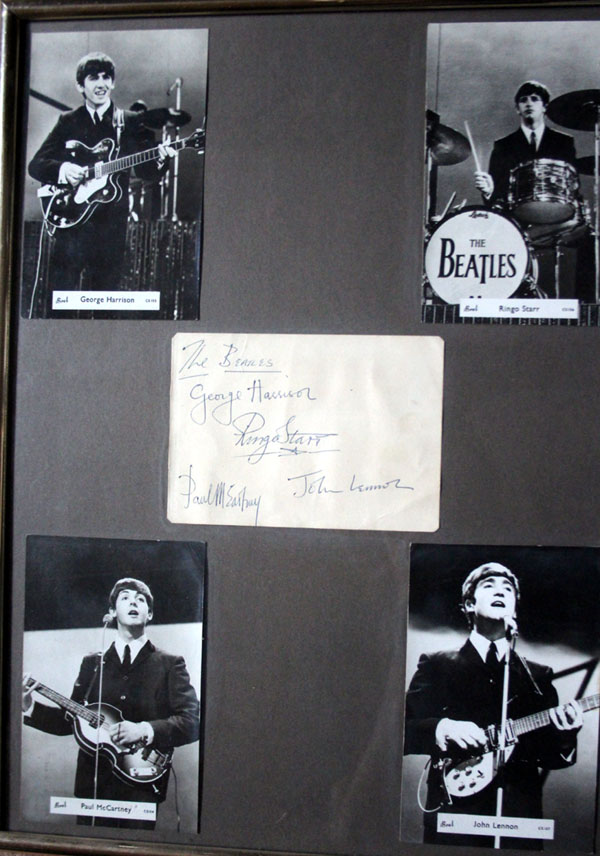 George Harrison
Ludwig
THE
BEATLES
Ringo Starr
The BEATLES
George Harrison
Ringo Starr
Paul McCartney
John Lennon
Paul McCartney
John Lennon